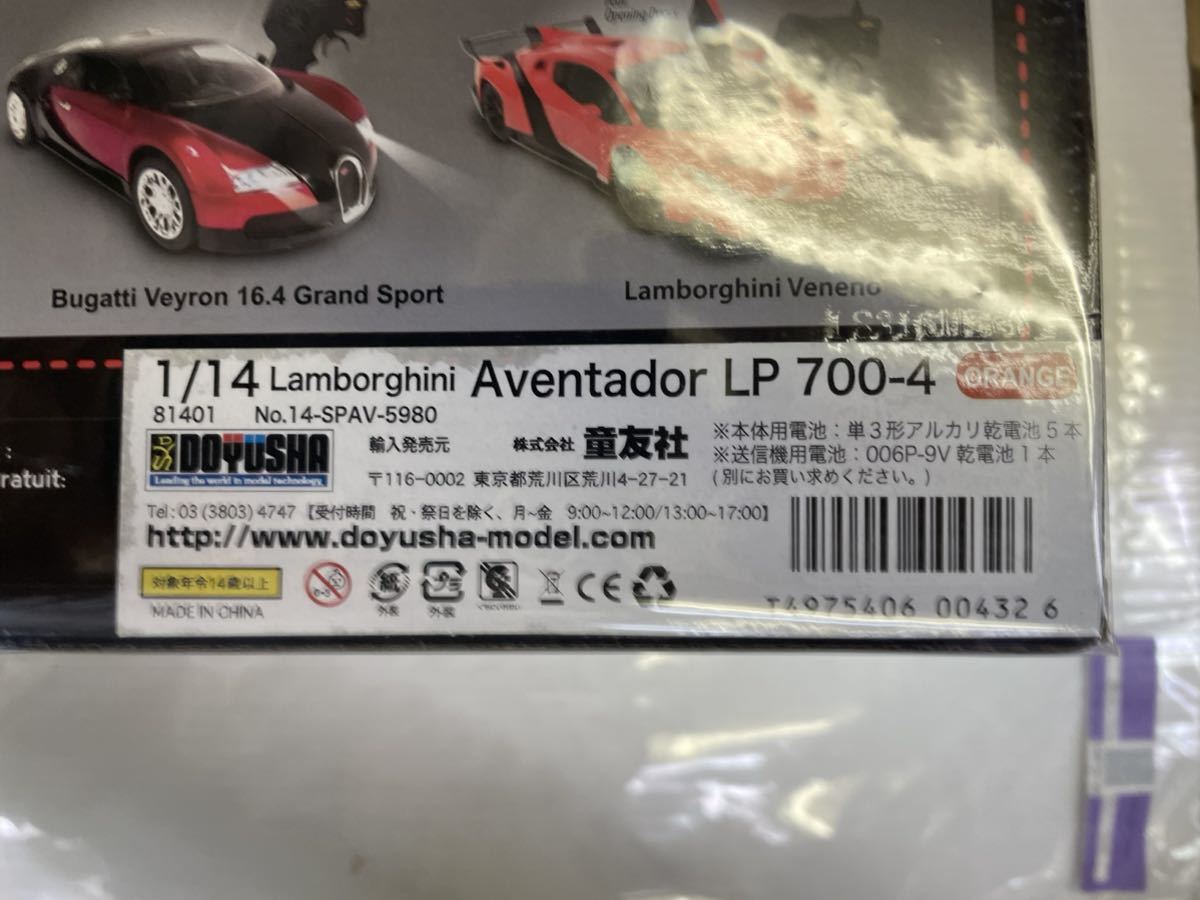 Opening Doors
Bugatti Veyron 16.4 Grand Sport
Lamborghini Veneno
1/14 Lamborghini Aventador LP 700-4 ORANGE
81401 No.14-SPAV-5980
DOYUSHA
Leading the world in model technology
輸入発売元 株式会社 童友社
〒116-0002 東京都荒川区荒川4-27-21
※本体用電池：単3形アルカリ乾電池5本
※送信機用電池：006P-9V 乾電池1本
(別にお買い求めください。)
Tel:03(3803)4747【受付時間 祝・祭日を除く、月~金 9:00~12:00/13:00~17:00】
http://www.doyusha-model.com
対象年令14歳以上
0-3
紙
外装
プラ
外装
CE
MADE IN CHINA
T4975406 00432 6
ratuit: